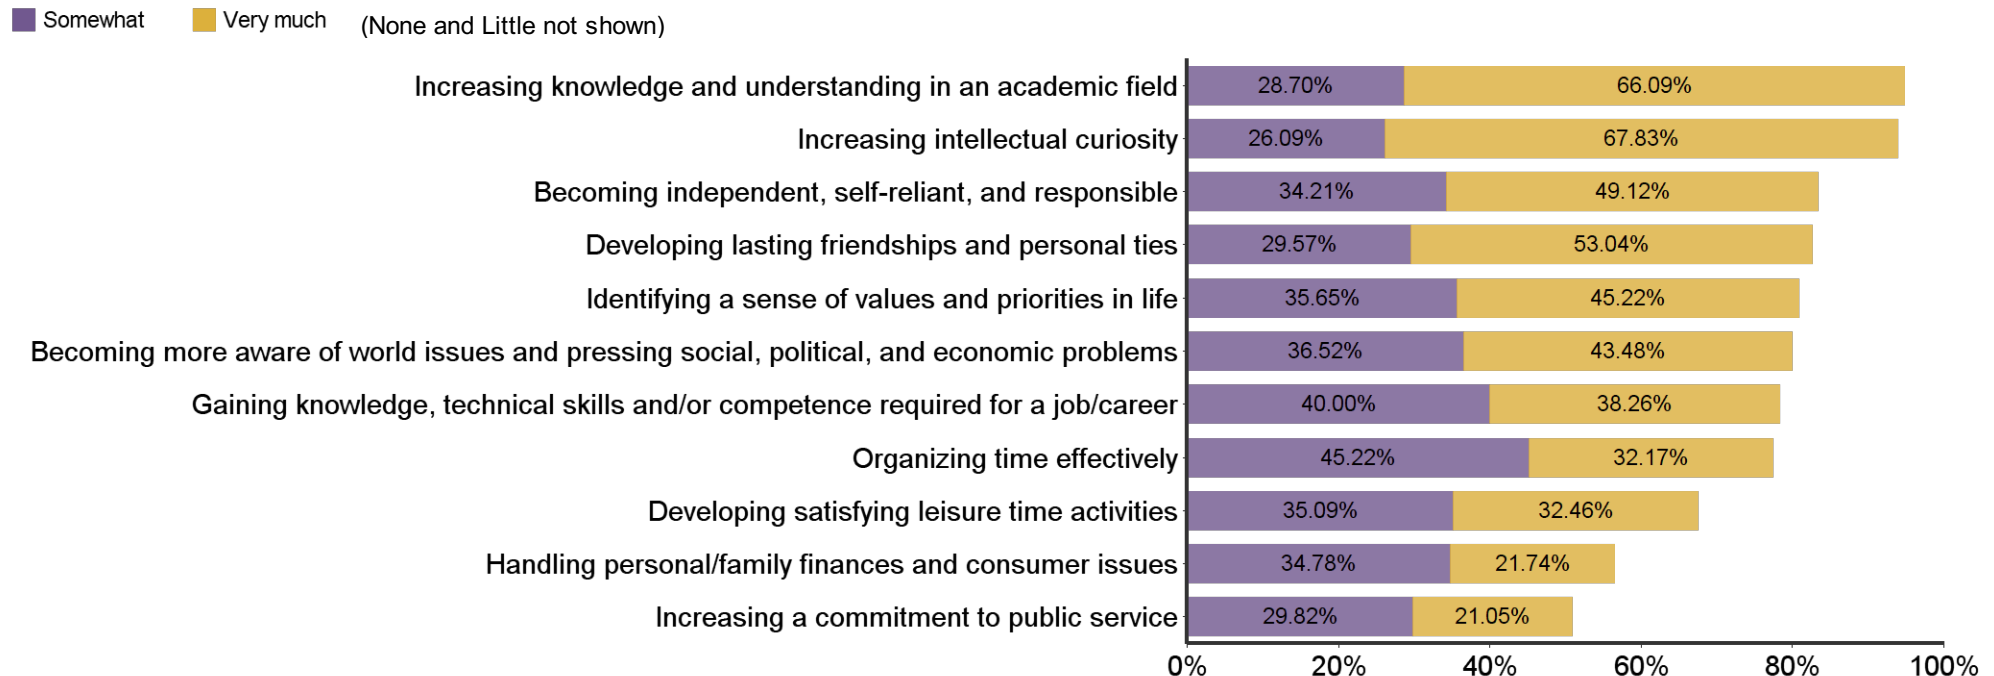 Somewhat Very much (None and Little not shown)
Increasing knowledge and understanding in an academic field 28.70% 66.09%
Increasing intellectual curiosity 26.09% 67.83%
Becoming independent, self-reliant, and responsible 34.21% 49.12%
Developing lasting friendships and personal ties 29.57% 53.04%
Identifying a sense of values and priorities in life 35.65% 45.22%
Becoming more aware of world issues and pressing social, political, and economic problems 36.52% 43.48%
Gaining knowledge, technical skills and/or competence required for a job/career 40.00% 38.26%
Organizing time effectively 45.22% 32.17%
Developing satisfying leisure time activities 35.09% 32.46%
Handling personal/family finances and consumer issues 34.78% 21.74%
Increasing a commitment to public service 29.82% 21.05%
0% 20% 40% 60% 80% 100%